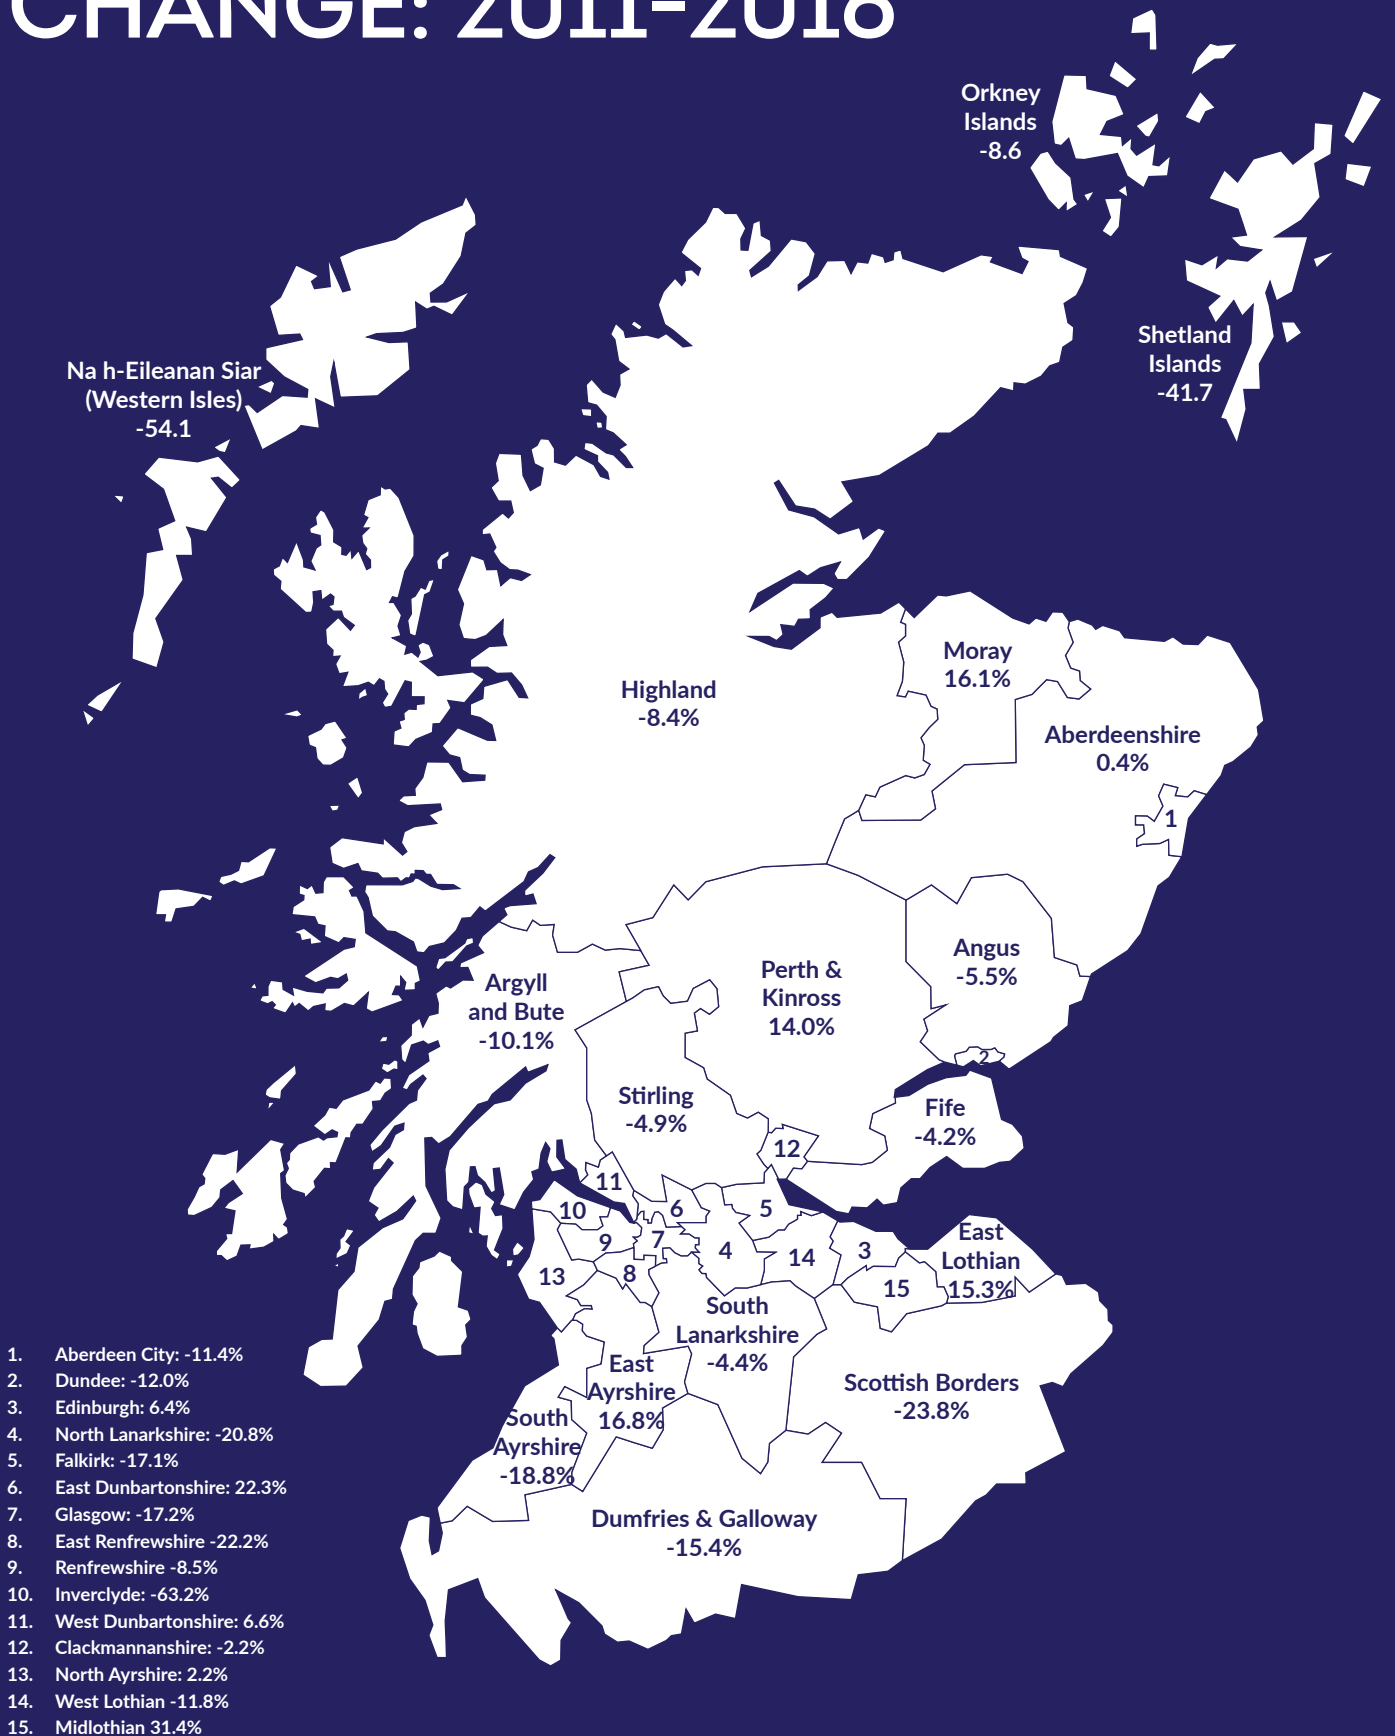 CHANGE: 2011-2018
Orkney
Islands
-8.6
Shetland
Islands
-41.7
Na h-Eileanan Siar
(Western Isles)
-54.1
Moray
16.1%
Highland
-8.4%
Aberdeenshire
0.4%
1
Angus
-5.5%
Perth &
Kinross
14.0%
Argyll
and Bute
-10.1%
2
Stirling
-4.9%
Fife
-4.2%
12
11
10
6
5
9
7
4
14
3
East
Lothian
15.3%
13
8
15
South
Lanarkshire
-4.4%
East
Ayrshire
16.8%
Scottish Borders
-23.8%
South
Ayrshire
-18.8%
Dumfries & Galloway
-15.4%
1. Aberdeen City: -11.4%
2. Dundee: -12.0%
3. Edinburgh: 6.4%
4. North Lanarkshire: -20.8%
5. Falkirk: -17.1%
6. East Dunbartonshire: 22.3%
7. Glasgow: -17.2%
8. East Renfrewshire -22.2%
9. Renfrewshire -8.5%
10. Inverclyde: -63.2%
11. West Dunbartonshire: 6.6%
12. Clackmannanshire: -2.2%
13. North Ayrshire: 2.2%
14. West Lothian -11.8%
15. Midlothian 31.4%